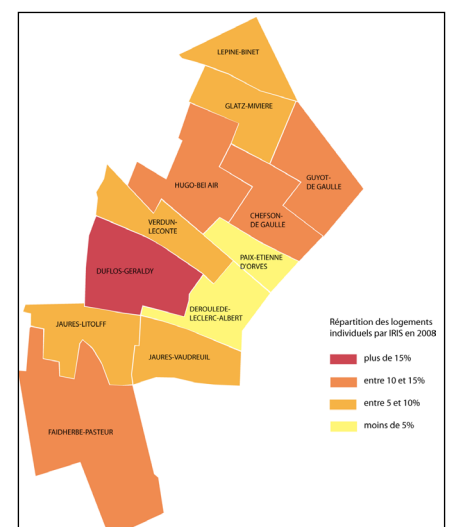 LEPINE-BINET
GLATZ-MIVIERE
GUYOT-
DE GAULLE
HUGO-BEl AIR
CHEFSON-
DE GAULLE
VERDUN-
LECONTE
PAIX-ETIENNE
D'ORVES
DUFLOS-GERALDY
DEROULEDE-
LECLERC-ALBERT
JAURES-LITOLFF
JAURES-VAUDREUIL
FAIDHERBE-PASTEUR
Répartition des logements
individuels par IRIS en 2008
plus de 15%
entre 10 et 15%
entre 5 et 10%
moins de 5%